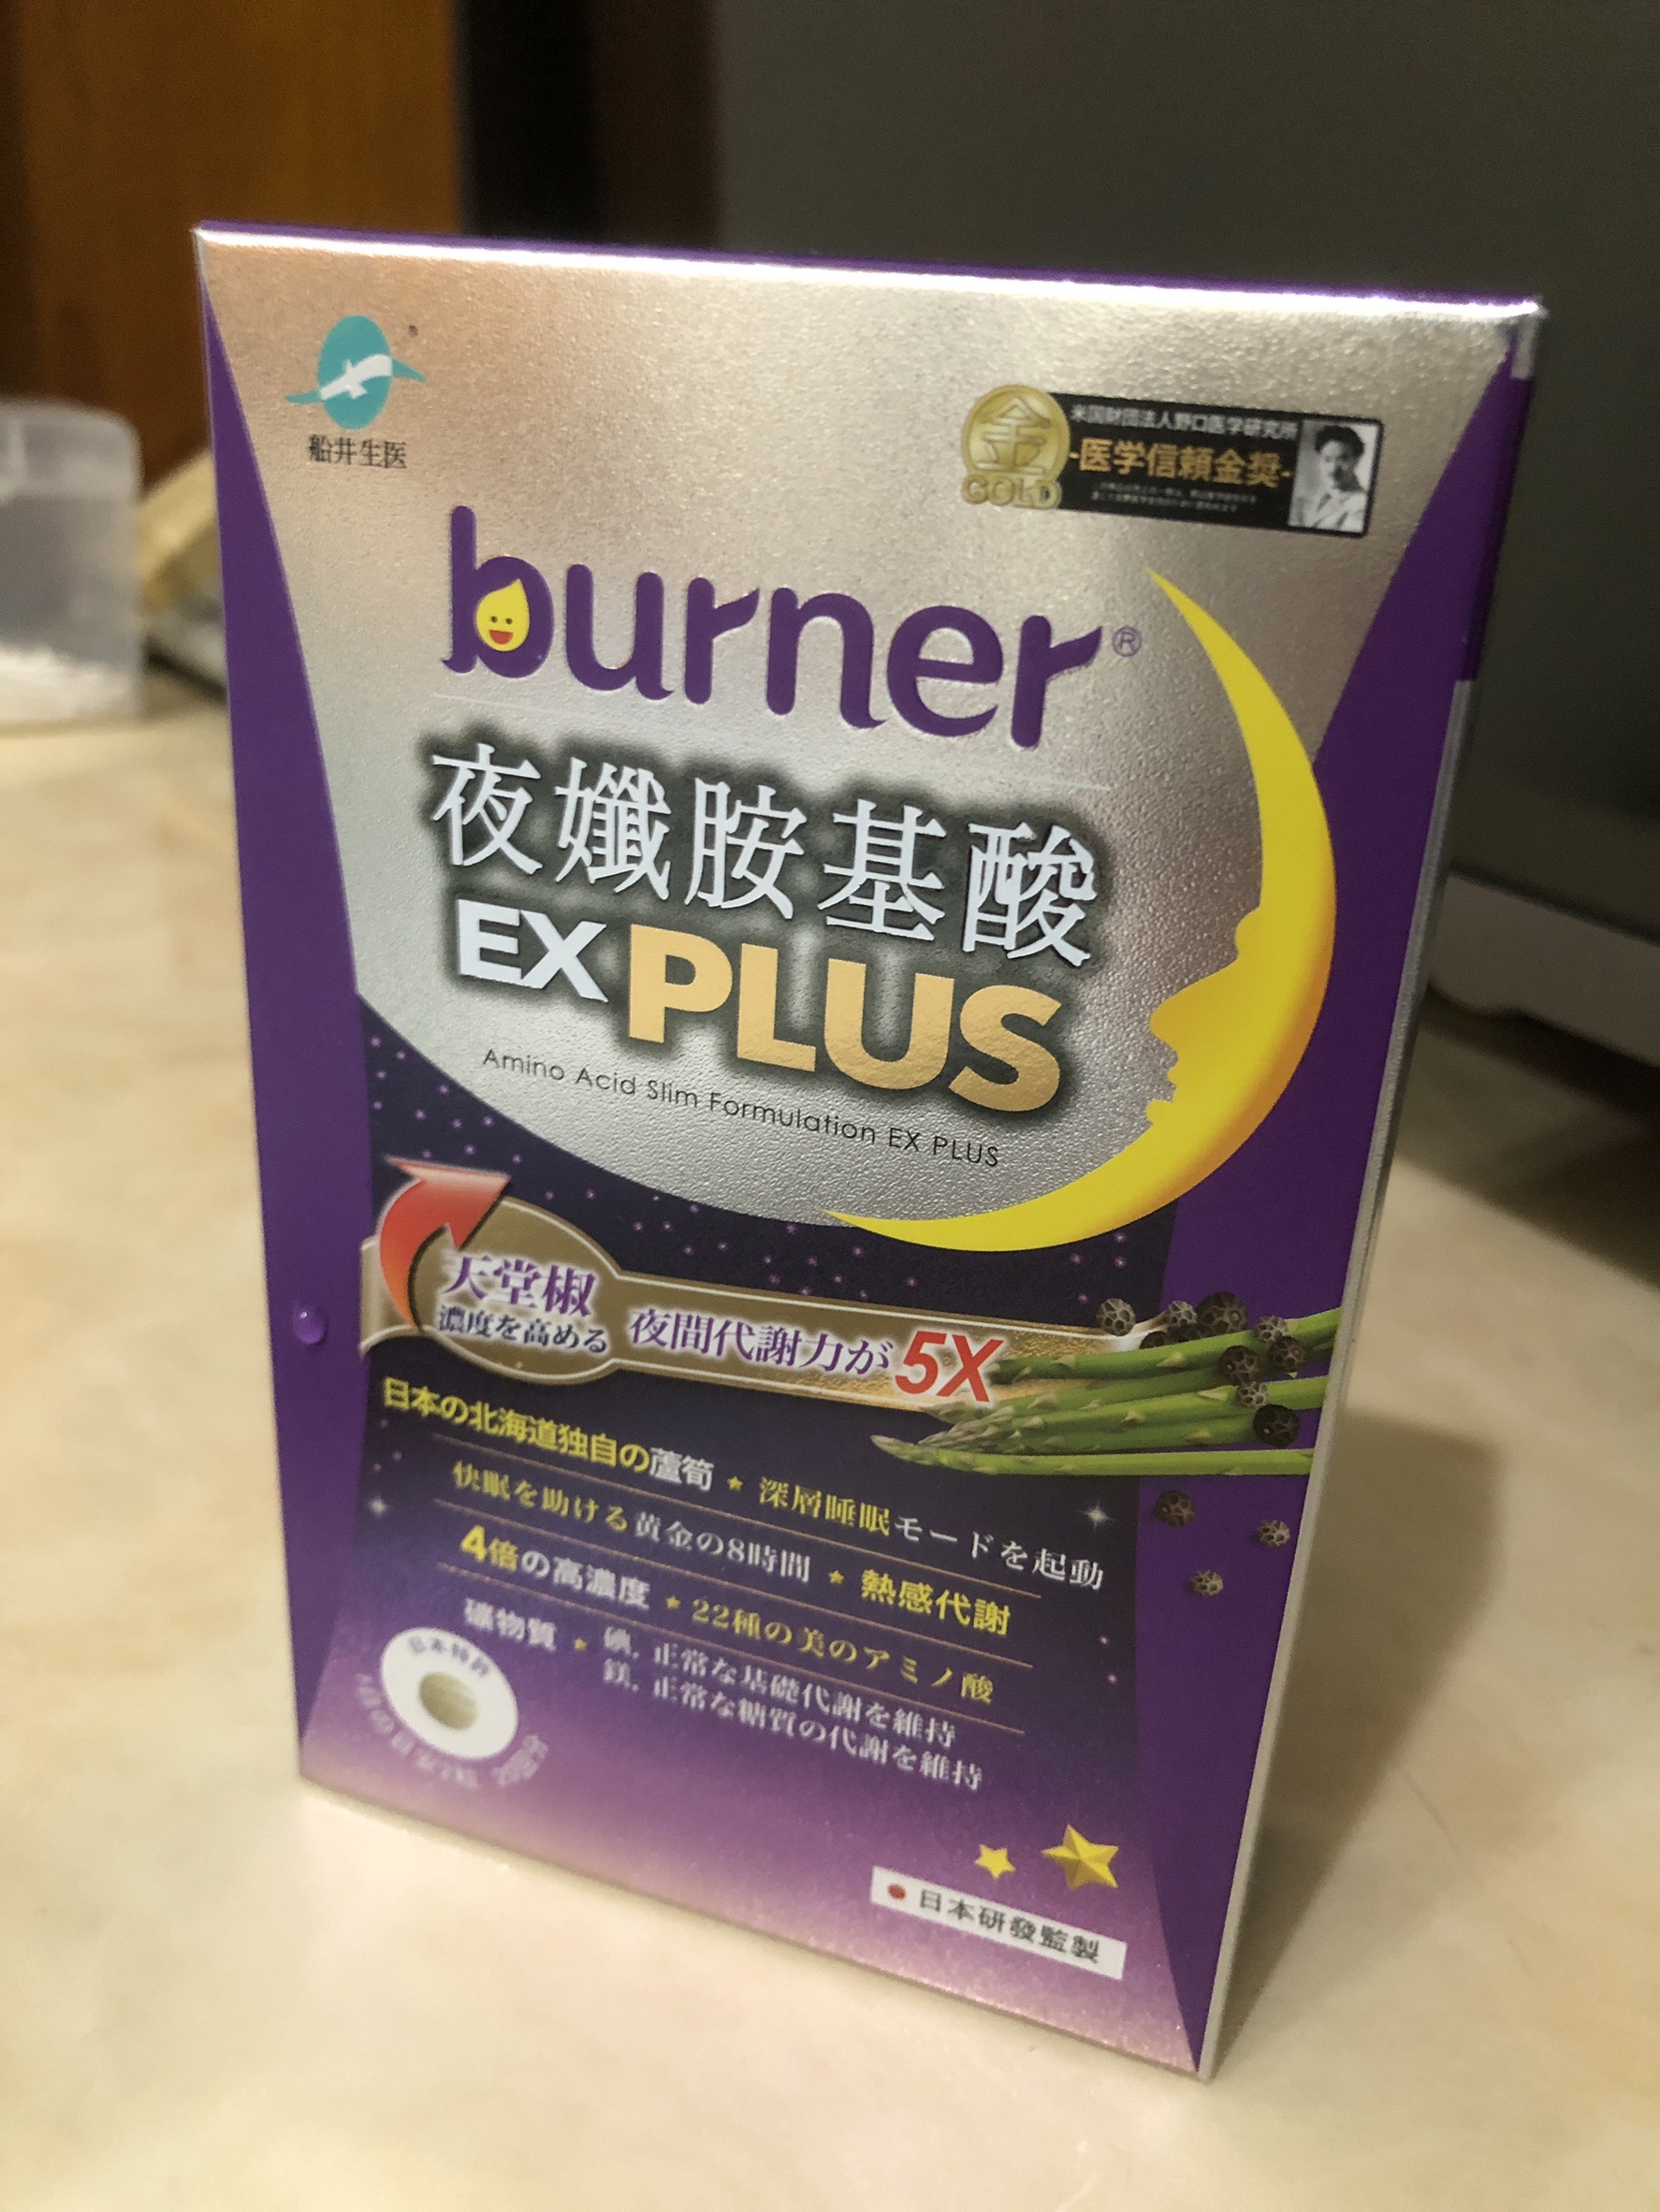 船井生医
金
GOLD
米国財団法人野口医学研究所
-医学信頼金奨-
burner®
夜孅胺基酸
EX PLUS
Amino Acid Slim Formulation EX PLUS
天堂椒
濃度を高める
夜間代謝力が5X
日本の北海道独自の蘆筍★深層睡眠モードを起動
快眠を助ける黄金の8時間★熱感代謝
4倍の高濃度★22種の美のアミノ酸
礦物質★碘,正常な基礎代謝を維持
鎂,正常な糖質の代謝を維持
日本特許
日本研發監製